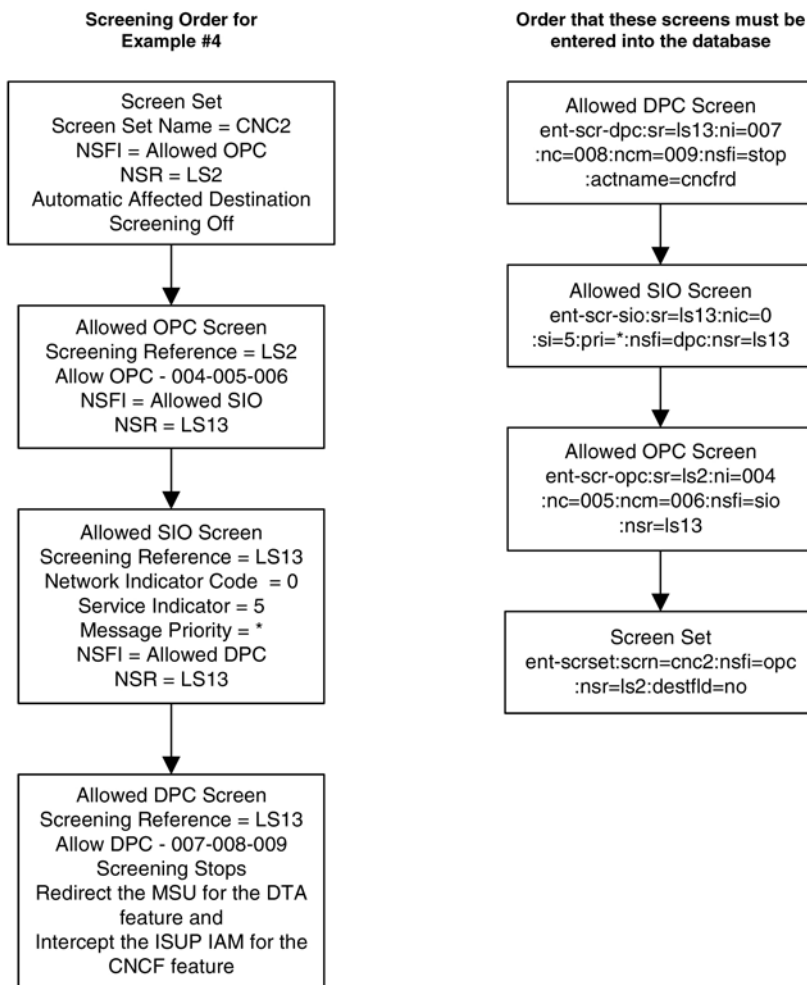 Screening Order for
Example #4
Screen Set
Screen Set Name = CNC2
NSFI = Allowed OPC
NSR = LS2
Automatic Affected Destination
Screening Off
Allowed OPC Screen
Screening Reference = LS2
Allow OPC - 004-005-006
NSFI = Allowed SIO
NSR = LS13
Allowed SIO Screen
Screening Reference = LS13
Network Indicator Code  = 0
Service Indicator = 5
Message Priority = *
NSFI = Allowed DPC
NSR = LS13
Allowed DPC Screen
Screening Reference = LS13
Allow DPC - 007-008-009
Screening Stops
Redirect the MSU for the DTA
feature and
Intercept the ISUP IAM for the
CNCF feature
Order that these screens must be
entered into the database
Allowed DPC Screen
ent-scr-dpc:sr=ls13:ni=007
:nc=008:ncm=009:nsfi=stop
:actname=cncfrd
Allowed SIO Screen
ent-scr-sio:sr=ls13:nic=0
:si=5:pri=*:nsfi=dpc:nsr=ls13
Allowed OPC Screen
ent-scr-opc:sr=ls2:ni=004
:nc=005:ncm=006:nsfi=sio
:nsr=ls13
Screen Set
ent-scrset:scrn=cnc2:nsfi=opc
:nsr=ls2:destfld=no